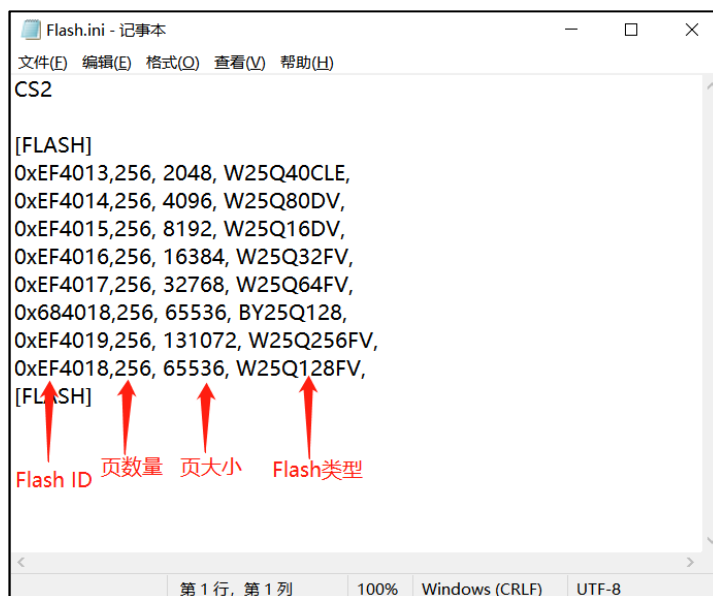 Flash.ini - 记事本
文件(F) 编辑(E) 格式(O) 查看(V) 帮助(H)
CS2
[FLASH]
0xEF4013,256, 2048, W25Q40CLE,
0xEF4014,256, 4096, W25Q80DV,
0xEF4015,256, 8192, W25Q16DV,
0xEF4016,256, 16384, W25Q32FV,
0xEF4017,256, 32768, W25Q64FV,
0x684018,256, 65536, BY25Q128,
0xEF4019,256, 131072, W25Q256FV,
0xEF4018,256, 65536, W25Q128FV,
[FLASH]
Flash ID 页数量 页大小 Flash类型
第 1 行，第 1 列 100% Windows (CRLF) UTF-8